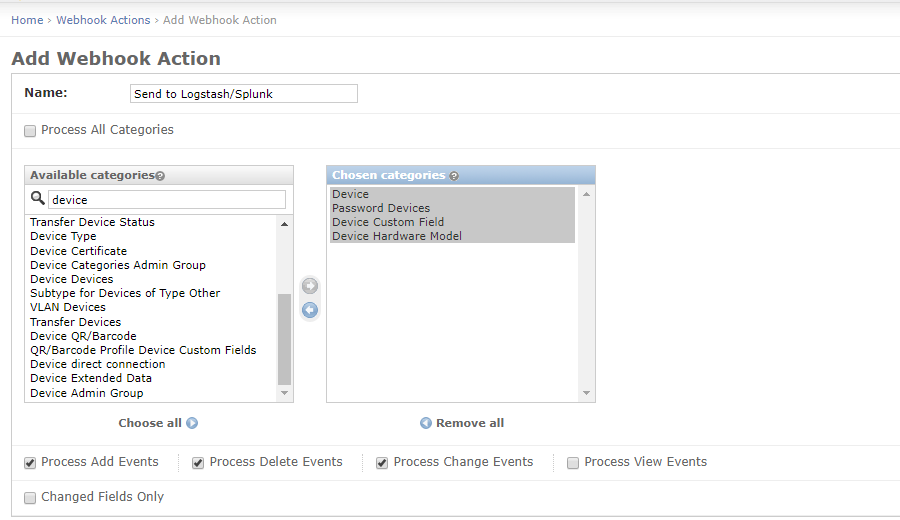 Home › Webhook Actions › Add Webhook Action
Add Webhook Action
Name: Send to Logstash/Splunk
Process All Categories
Available categories
device
Transfer Device Status
Device Type
Device Certificate
Device Categories Admin Group
Device Devices
Subtype for Devices of Type Other
VLAN Devices
Transfer Devices
Device QR/Barcode
QR/Barcode Profile Device Custom Fields
Device direct connection
Device Extended Data
Device Admin Group
Choose all
Chosen categories
Device
Password Devices
Device Custom Field
Device Hardware Model
Remove all
Process Add Events Process Delete Events Process Change Events Process View Events
Changed Fields Only